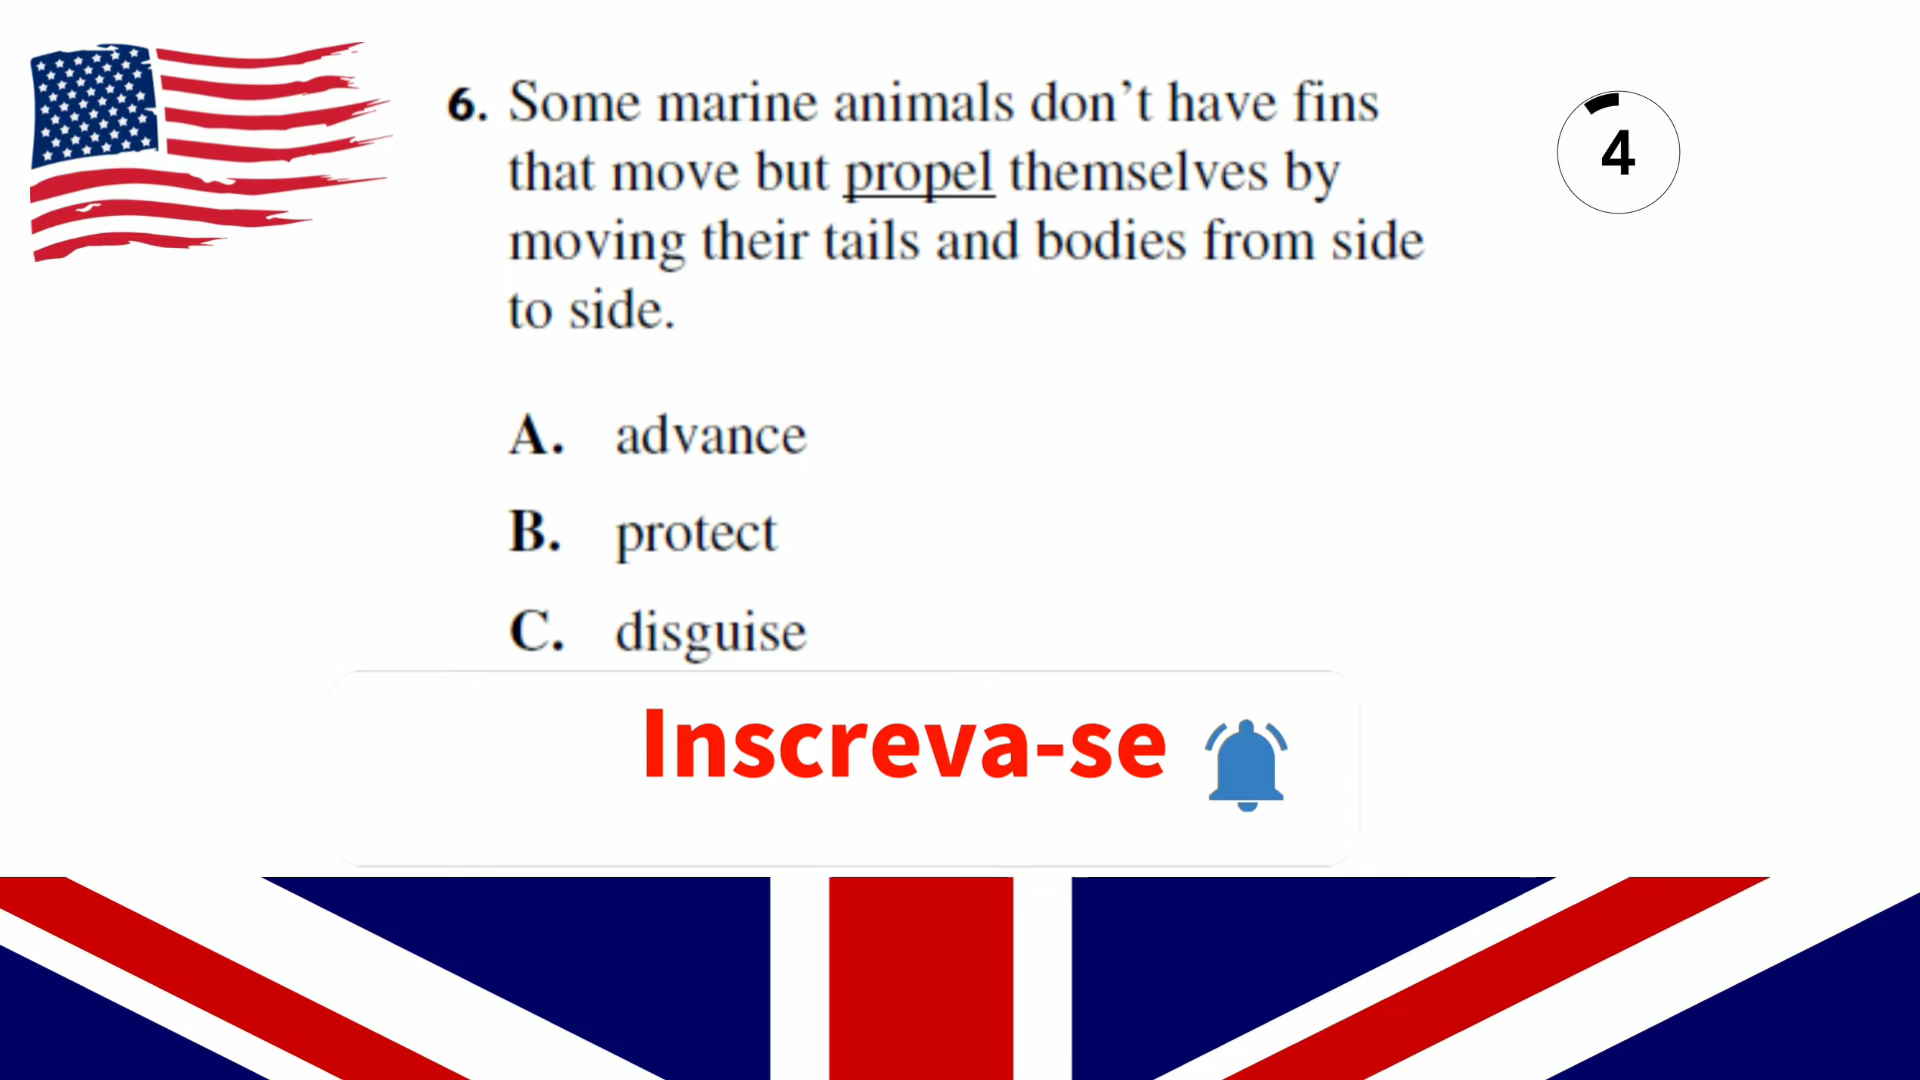 6. Some marine animals don’t have fins
that move but propel themselves by
moving their tails and bodies from side
to side.
4
A. advance
B. protect
C. disguise
Inscreva-se